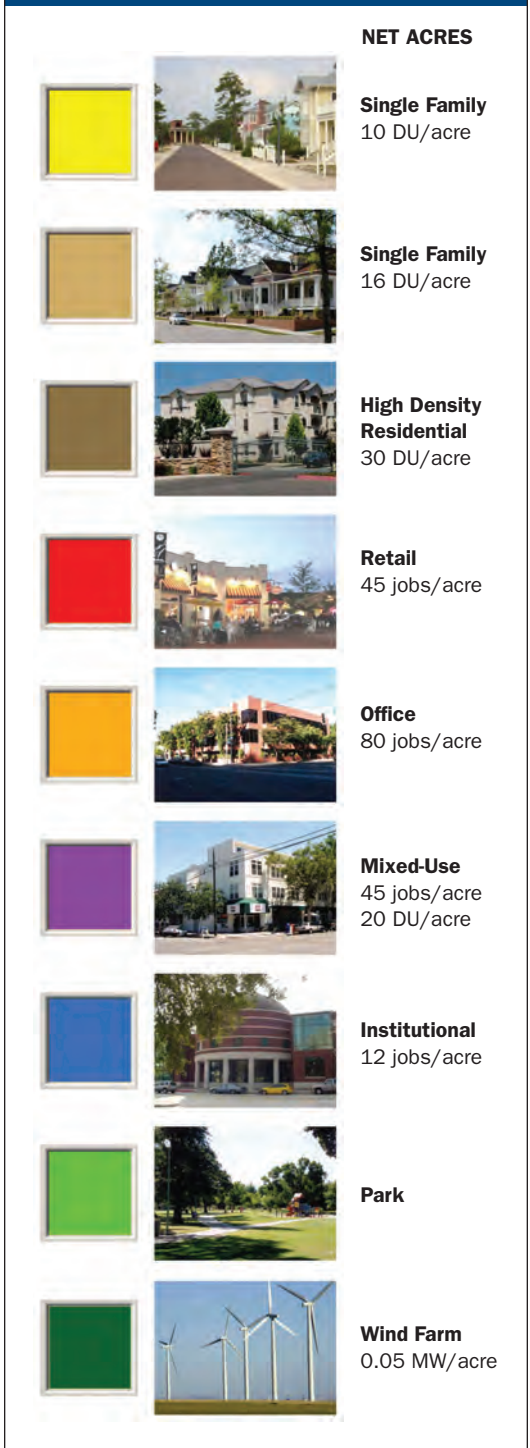 NET ACRES
Single Family
10 DU/acre
Single Family
16 DU/acre
High Density
Residential
30 DU/acre
Retail
45 jobs/acre
Office
80 jobs/acre
Mixed-Use
45 jobs/acre
20 DU/acre
Institutional
12 jobs/acre
Park
Wind Farm
0.05 MW/acre